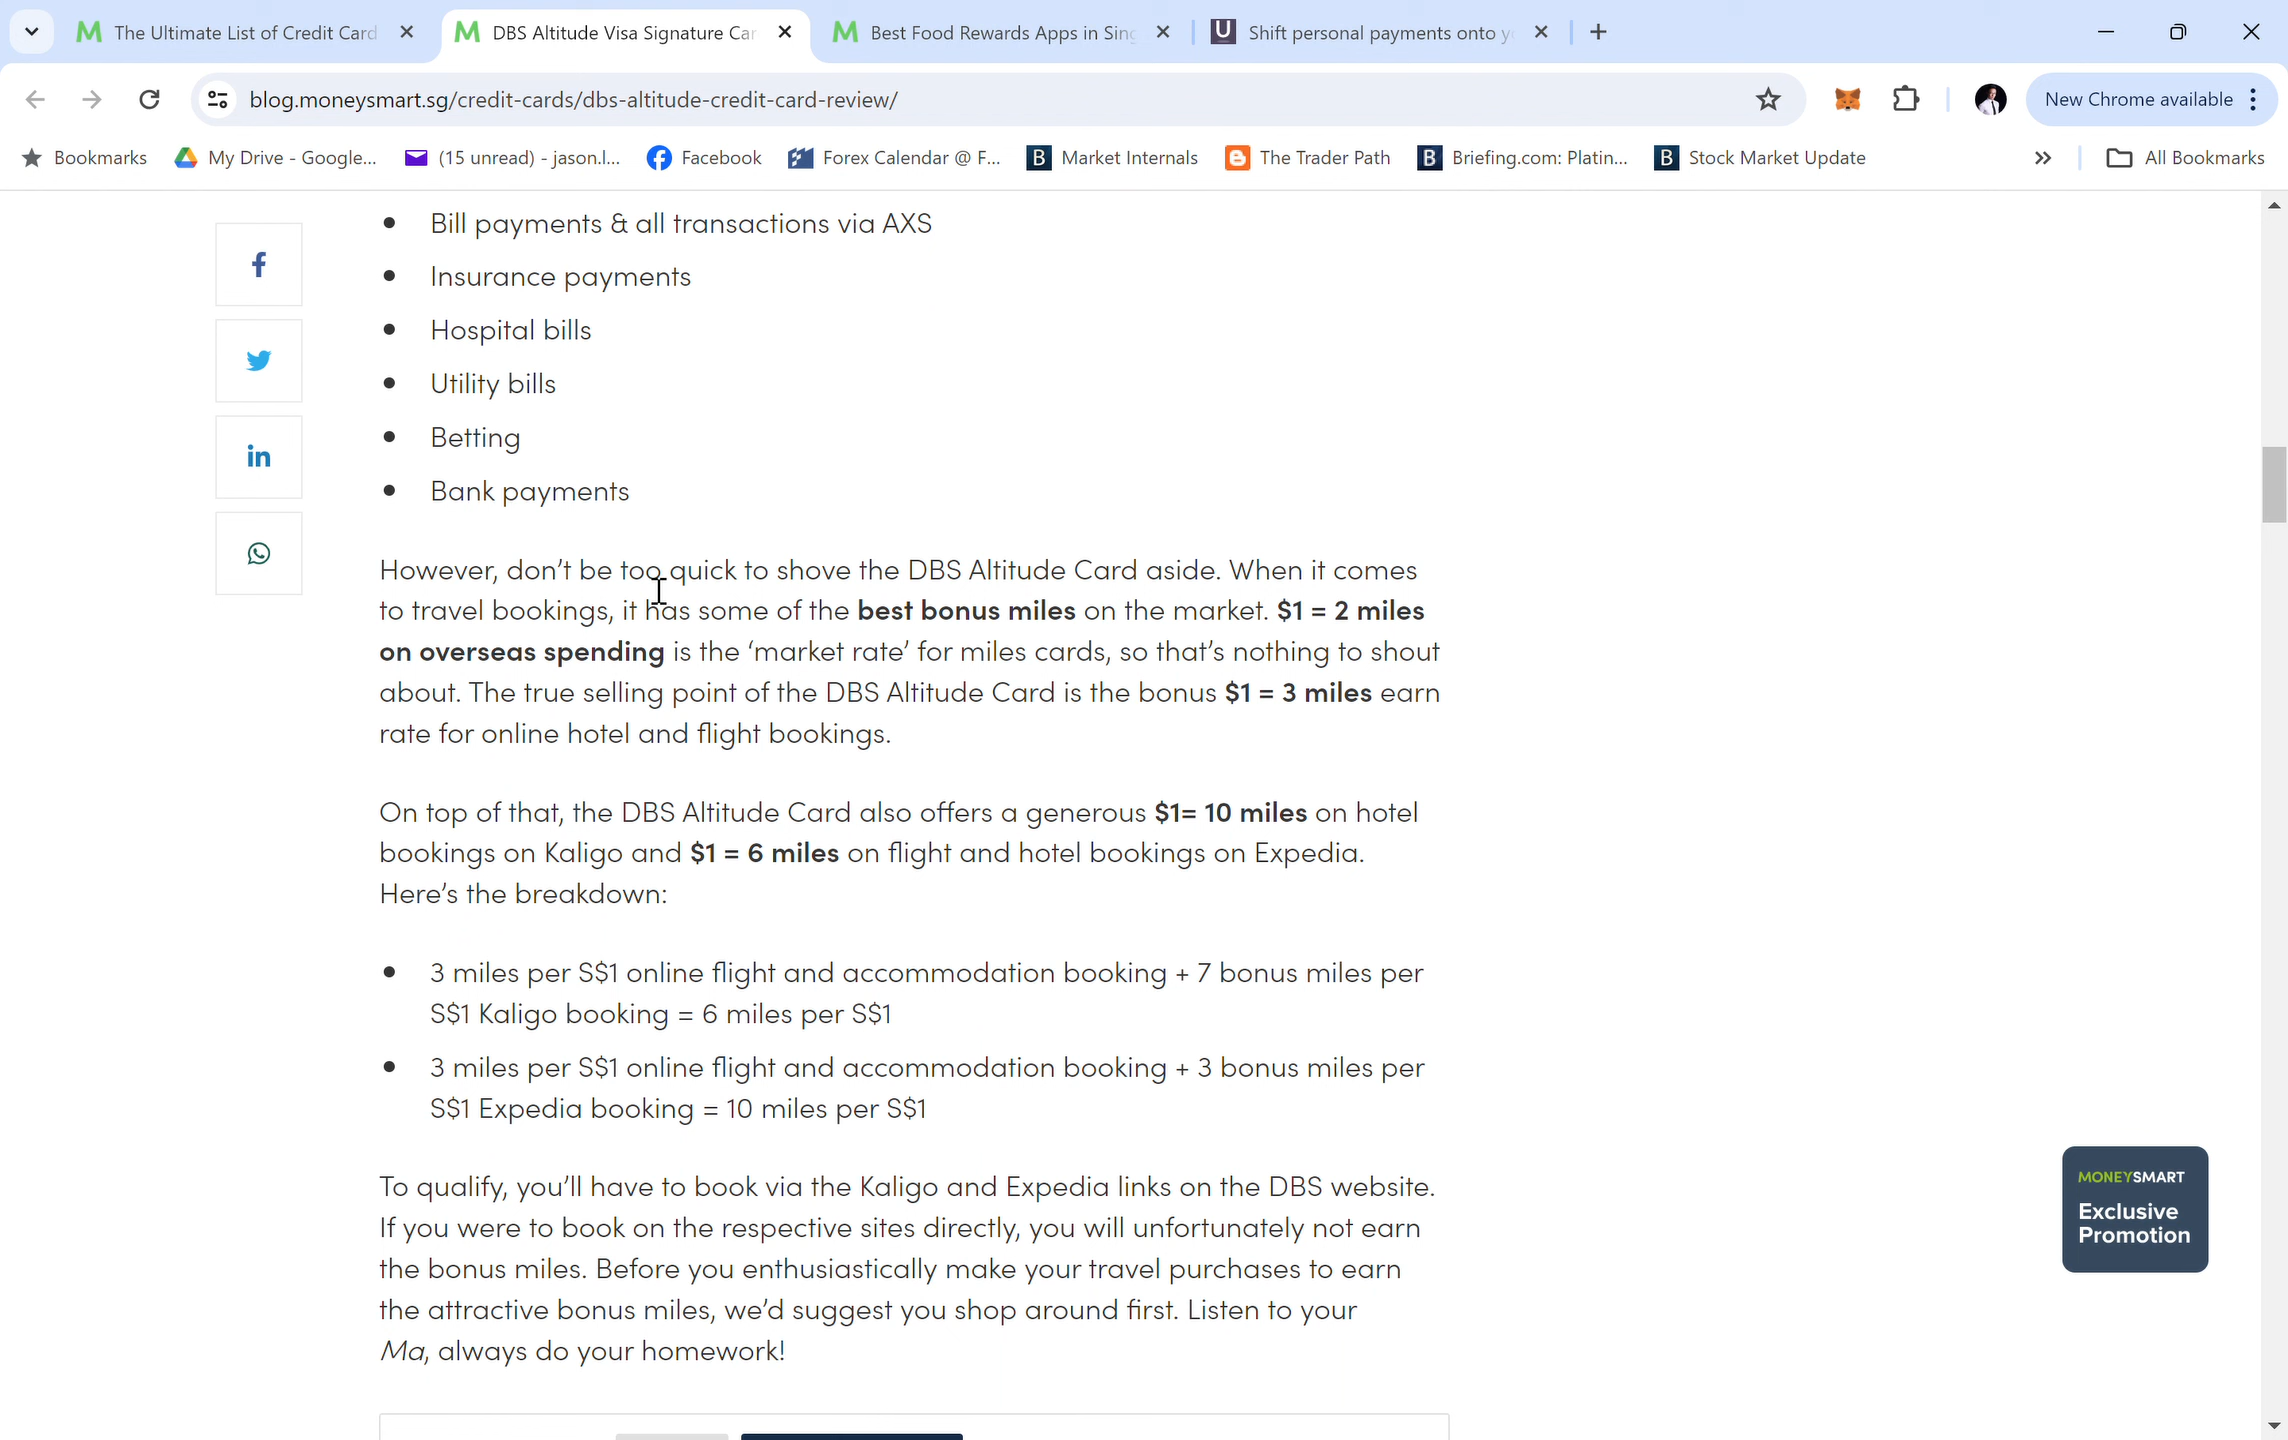 The Ultimate List of Credit Card
DBS Altitude Visa Signature Car
Best Food Rewards Apps in Sing
U Shift personal payments onto y
blog.moneysmart.sg/credit-cards/dbs-altitude-credit-card-review/
New Chrome available
Bookmarks
My Drive - Google...
(15 unread) - jason.l...
Facebook
Forex Calendar @ F...
B Market Internals
The Trader Path
B Briefing.com: Platin...
B Stock Market Update
All Bookmarks
• Bill payments & all transactions via AXS
• Insurance payments
• Hospital bills
• Utility bills
• Betting
• Bank payments
However, don't be too quick to shove the DBS Altitude Card aside. When it comes
to travel bookings, it has some of the best bonus miles on the market. $1 = 2 miles
on overseas spending is the ‘market rate’ for miles cards, so that's nothing to shout
about. The true selling point of the DBS Altitude Card is the bonus $1 = 3 miles earn
rate for online hotel and flight bookings.
On top of that, the DBS Altitude Card also offers a generous $1= 10 miles on hotel
bookings on Kaligo and $1 = 6 miles on flight and hotel bookings on Expedia.
Here's the breakdown:
• 3 miles per S$1 online flight and accommodation booking + 7 bonus miles per
S$1 Kaligo booking = 6 miles per S$1
• 3 miles per S$1 online flight and accommodation booking + 3 bonus miles per
S$1 Expedia booking = 10 miles per S$1
To qualify, you'll have to book via the Kaligo and Expedia links on the DBS website.
If you were to book on the respective sites directly, you will unfortunately not earn
the bonus miles. Before you enthusiastically make your travel purchases to earn
the attractive bonus miles, we'd suggest you shop around first. Listen to your
Ma, always do your homework!
MONEYSMART
Exclusive
Promotion